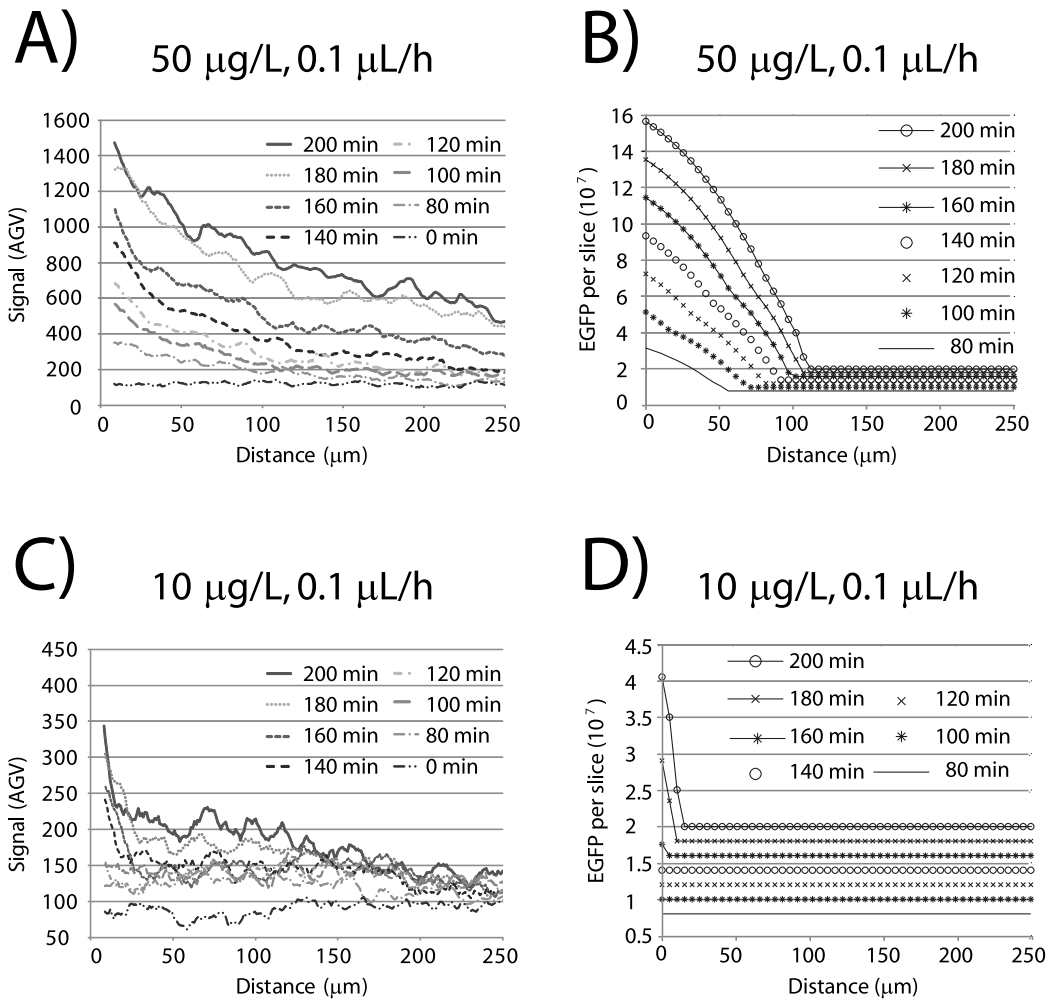 A)
50 µg/L, 0.1 µL/h
1600
1400
1200
1000
800
600
400
200
0
Signal (AGV)
200 min
120 min
180 min
100 min
160 min
80 min
140 min
0 min
0
50
100
150
200
250
Distance (µm)
B)
50 µg/L, 0.1 µL/h
16
14
12
10
8
6
4
2
0
EGFP per slice (10⁷)
200 min
180 min
160 min
140 min
120 min
100 min
80 min
0
50
100
150
200
250
Distance (µm)
C)
10 µg/L, 0.1 µL/h
450
400
350
300
250
200
150
100
50
Signal (AGV)
200 min
120 min
180 min
100 min
160 min
80 min
140 min
0 min
0
50
100
150
200
250
Distance (µm)
D)
10 µg/L, 0.1 µL/h
4.5
4
3.5
3
2.5
2
1.5
1
0.5
EGFP per slice (10⁷)
200 min
180 min
120 min
160 min
100 min
140 min
80 min
0
50
100
150
200
250
Distance (µm)